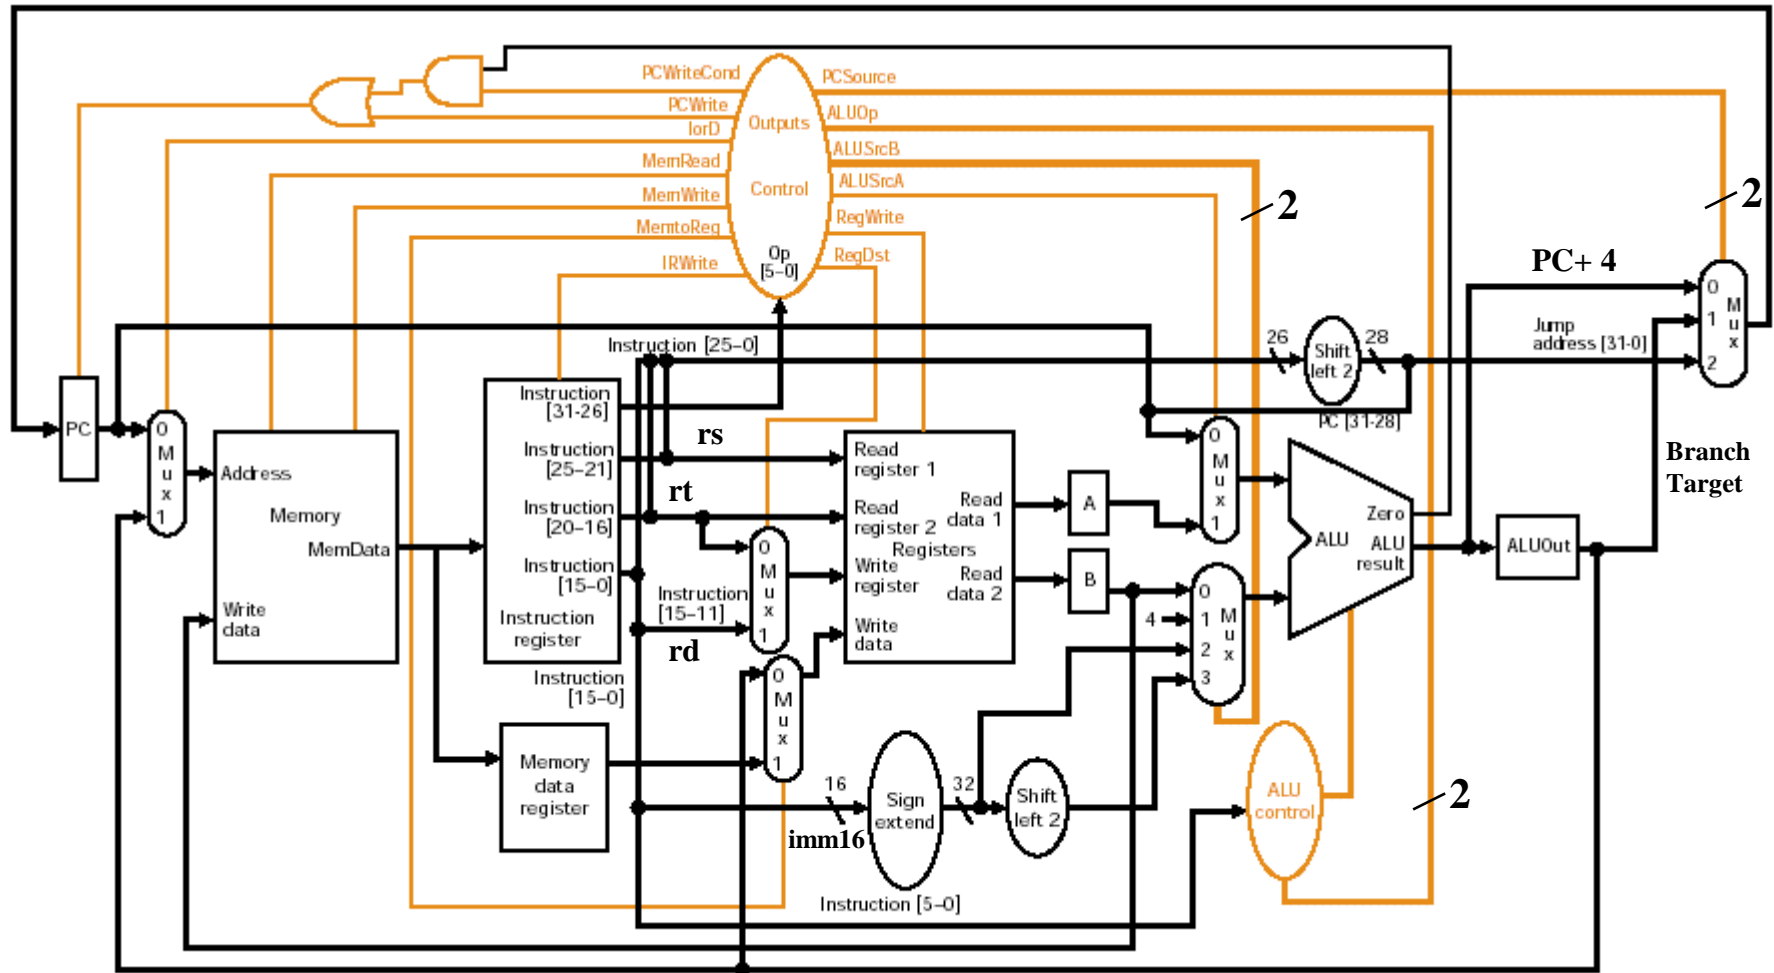 PCWriteCond
PCWrite
IorD
MemRead
MemWrite
MemtoReg
IRWrite
Outputs
Control
Op
[5–0]
PCSource
ALUOp
ALUSrcB
ALUSrcA
RegWrite
RegDst
2
2
PC+ 4
0
1
2
M
u
x
Jump
address [31-0]
Instruction [25–0]
26
Shift
left 2
28
PC [31-28]
Branch
Target
PC
0
M
u
x
1
Address
Memory
MemData
Write
data
Instruction
[31-26]
Instruction
[25–21]
Instruction
[20–16]
Instruction
[15–0]
Instruction
register
rs
rt
Instruction
[15–11]
rd
0
M
u
x
1
Read
register 1
Read
register 2
Registers
Write
register
Write
data
Read
data 1
Read
data 2
A
B
0
M
u
x
1
4
0
1
2
3
M
u
x
Zero
ALU
ALU
result
ALUOut
Instruction
[15–0]
Memory
data
register
0
M
u
x
1
16
imm16
Sign
extend
32
Shift
left 2
ALU
control
2
Instruction [5–0]